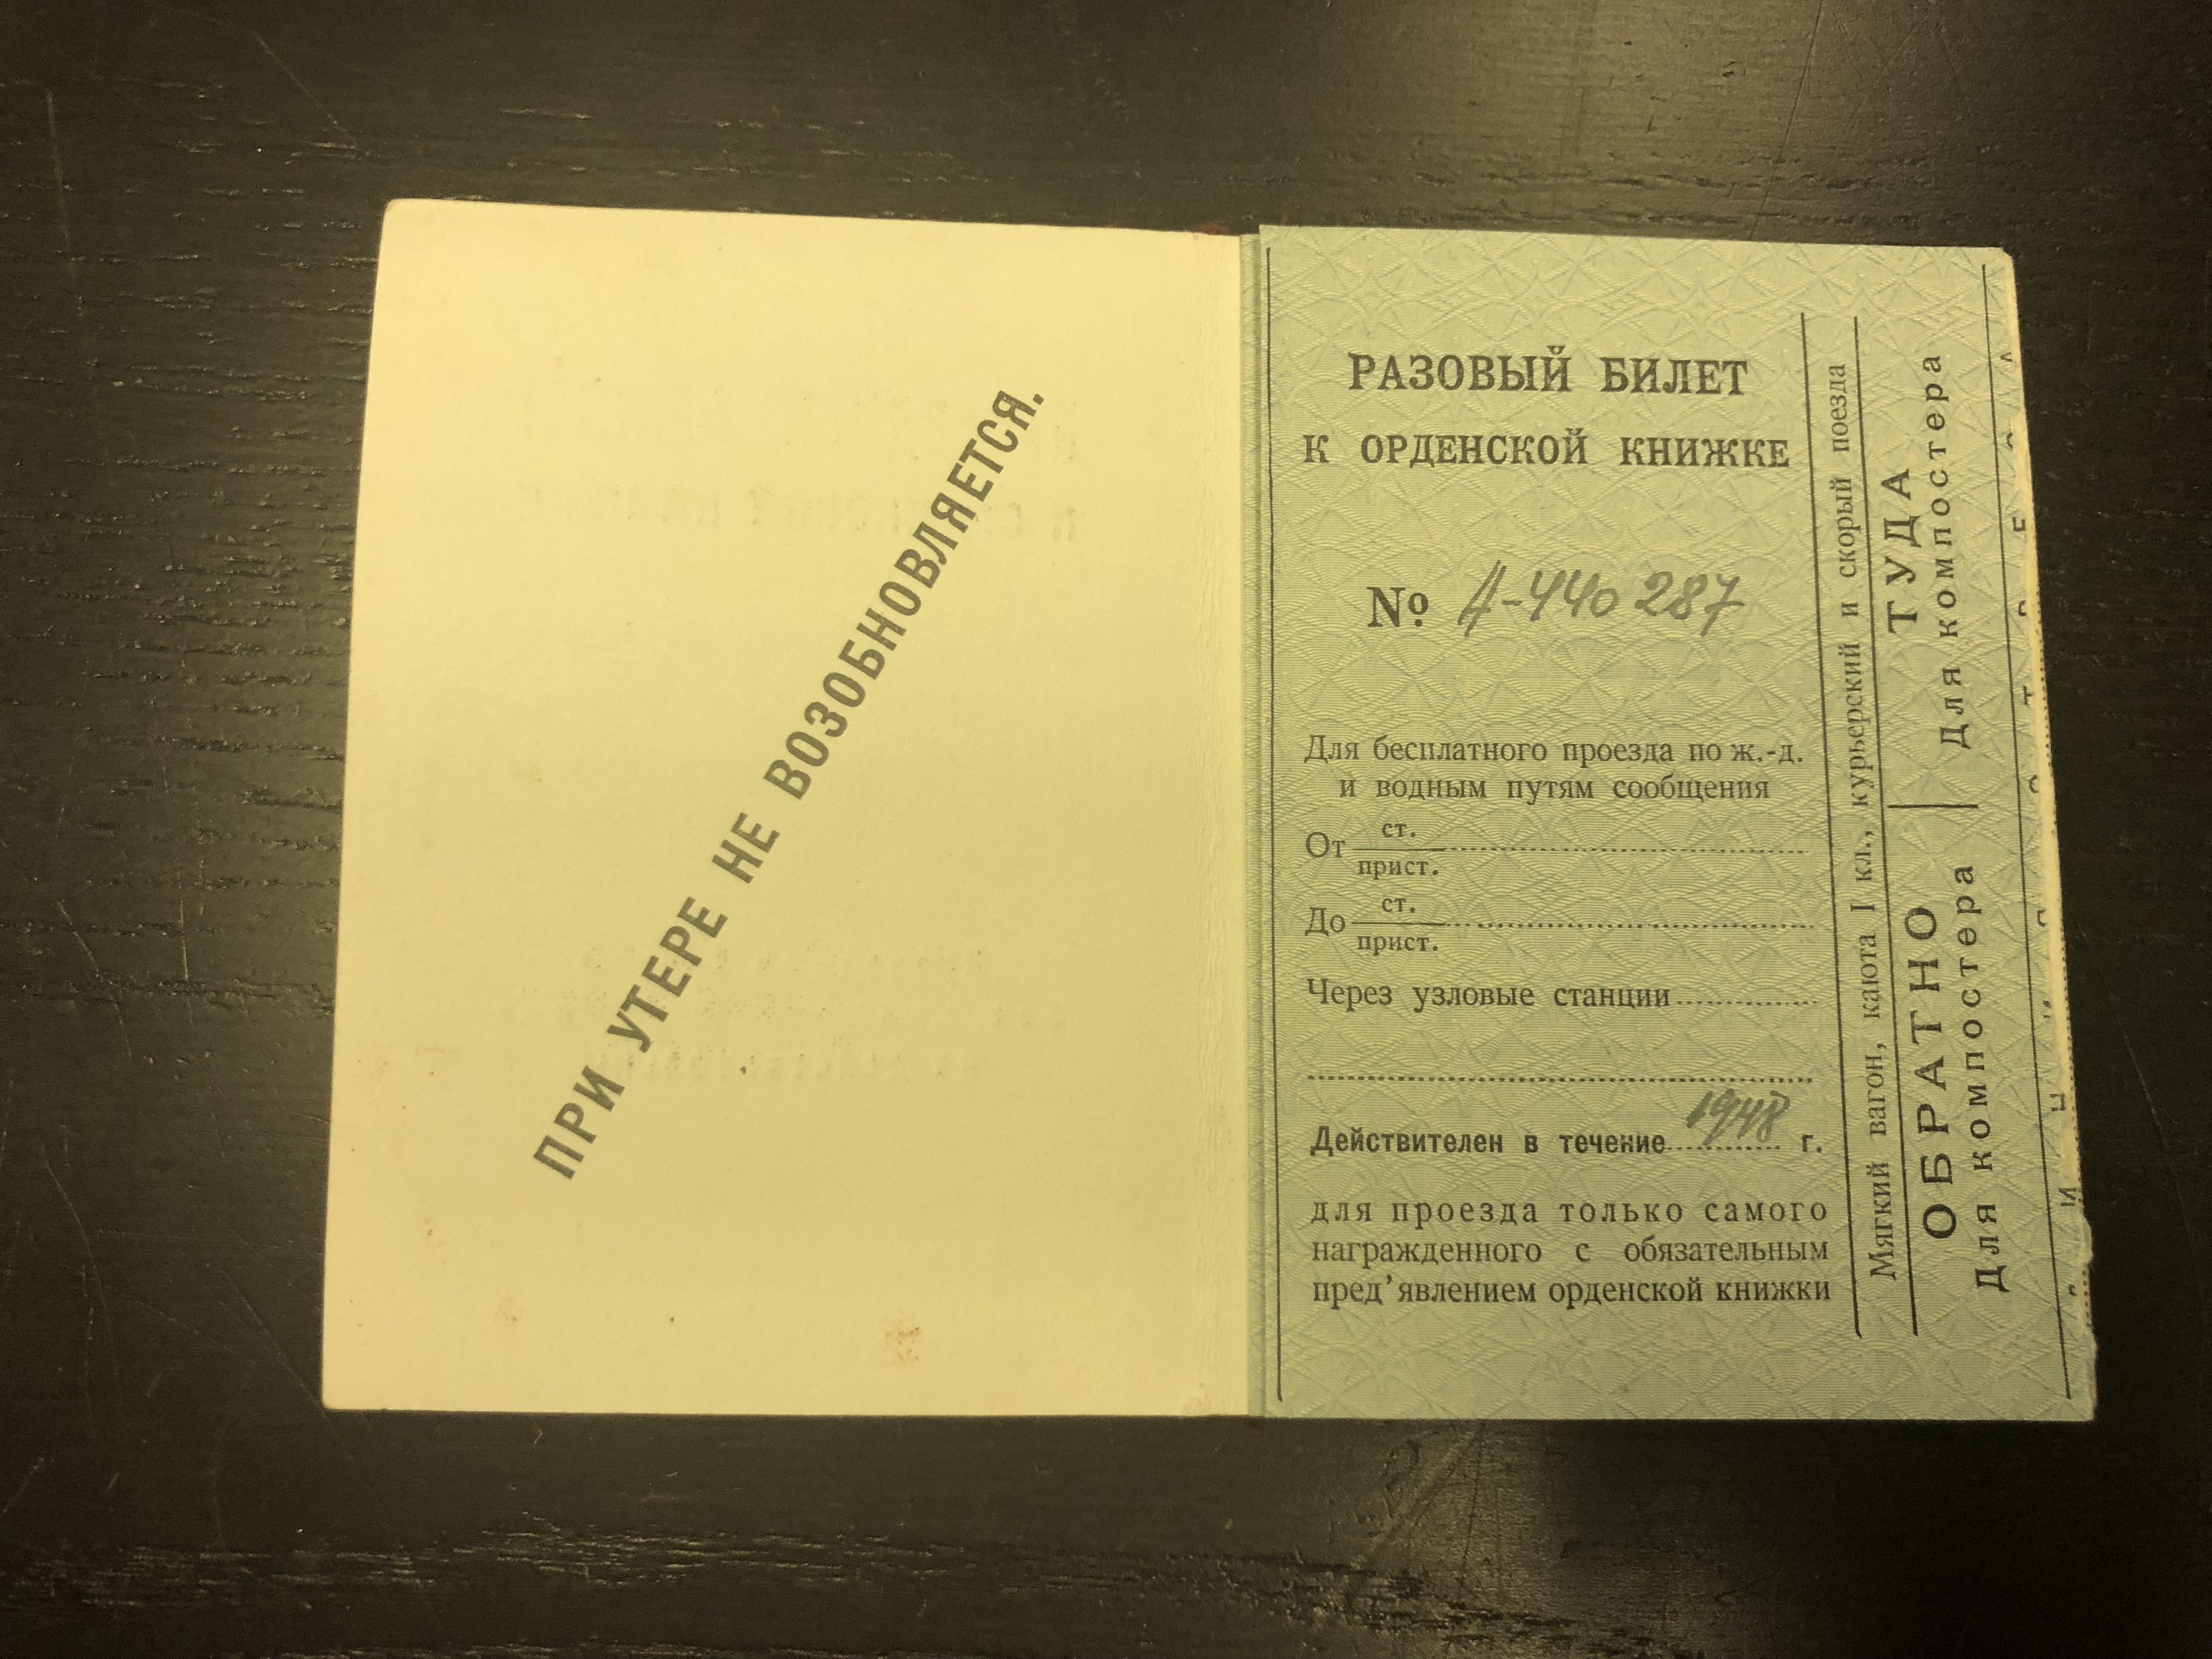 ПРИ УТЕРЕ НЕ ВОЗОБНОВЛЯЕТСЯ.
РАЗОВЫЙ БИЛЕТ
К ОРДЕНСКОЙ КНИЖКЕ
№ А-440287
Для бесплатного проезда по ж.-д.
и водным путям сообщения
От ст.
прист.
До ст.
прист.
Через узловые станции
Действителен в течение 1948 г.
для проезда только самого
награжденного с обязательным
пред'явлением орденской книжки
Мягкий вагон, каюта I кл., курьерский и скорый поезда
ОБРАТНО
Для компостера
ТУДА
Для компостера